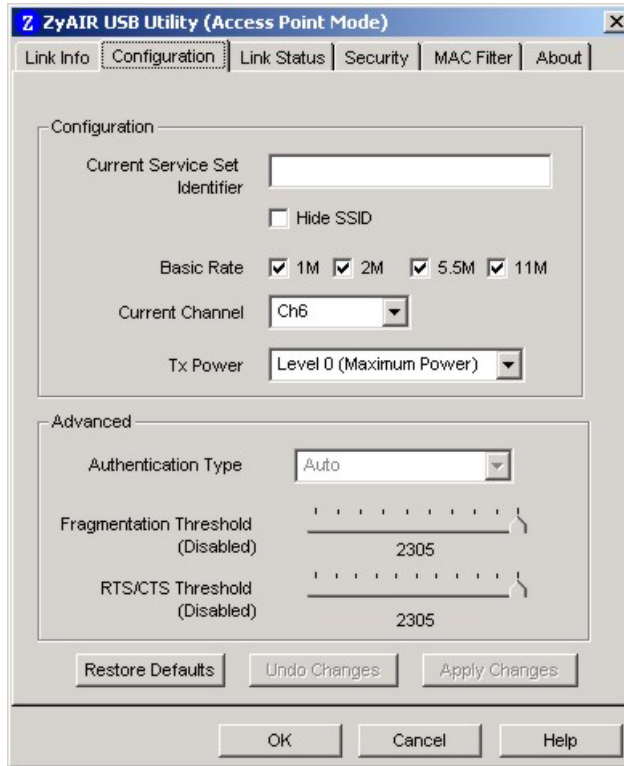 Z ZyAIR USB Utility (Access Point Mode)
Link Info Configuration Link Status Security MAC Filter About
Configuration
Current Service Set
Identifier
Hide SSID
Basic Rate 1M 2M 5.5M 11M
Current Channel Ch6
Tx Power Level 0 (Maximum Power)
Advanced
Authentication Type Auto
Fragmentation Threshold
(Disabled)
2305
RTS/CTS Threshold
(Disabled)
2305
Restore Defaults Undo Changes Apply Changes
OK Cancel Help